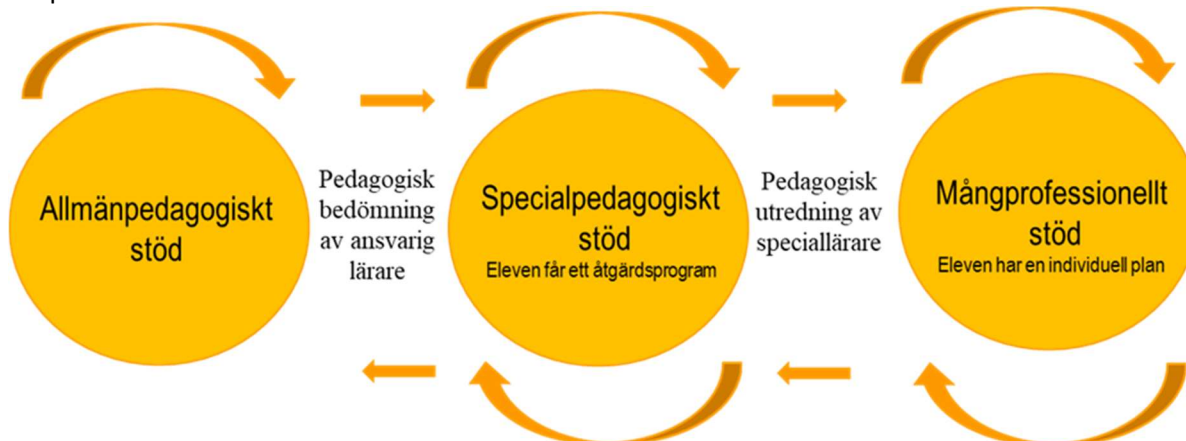 Allmänpedagogiskt
stöd
Pedagogisk
bedömning
av ansvarig
lärare
Specialpedagogiskt
stöd
Eleven får ett åtgärdsprogram
Pedagogisk
utredning av
speciallärare
Mångprofessionellt
stöd
Eleven har en individuell plan